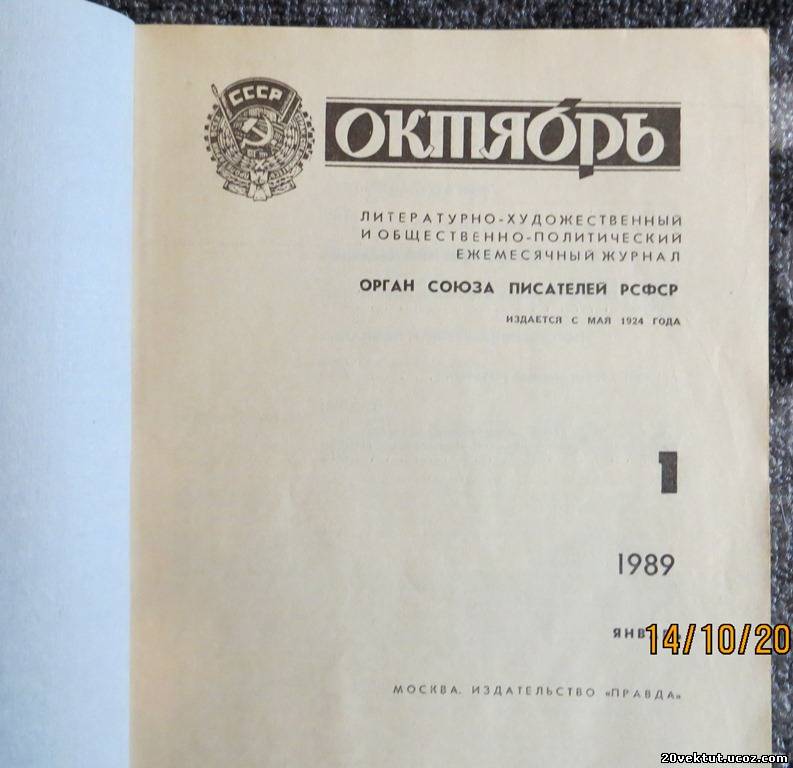 СССР
октябрь
ЛИТЕРАТУРНО-ХУДОЖЕСТВЕННЫЙ
И ОБЩЕСТВЕННО-ПОЛИТИЧЕСКИЙ
ЕЖЕМЕСЯЧНЫЙ ЖУРНАЛ
ОРГАН СОЮЗА ПИСАТЕЛЕЙ РСФСР
ИЗДАЕТСЯ С МАЯ 1924 ГОДА
1
1989
ЯНВАРЬ
14/10/20
МОСКВА. ИЗДАТЕЛЬСТВО «ПРАВДА»
20vektut.ucoz.com